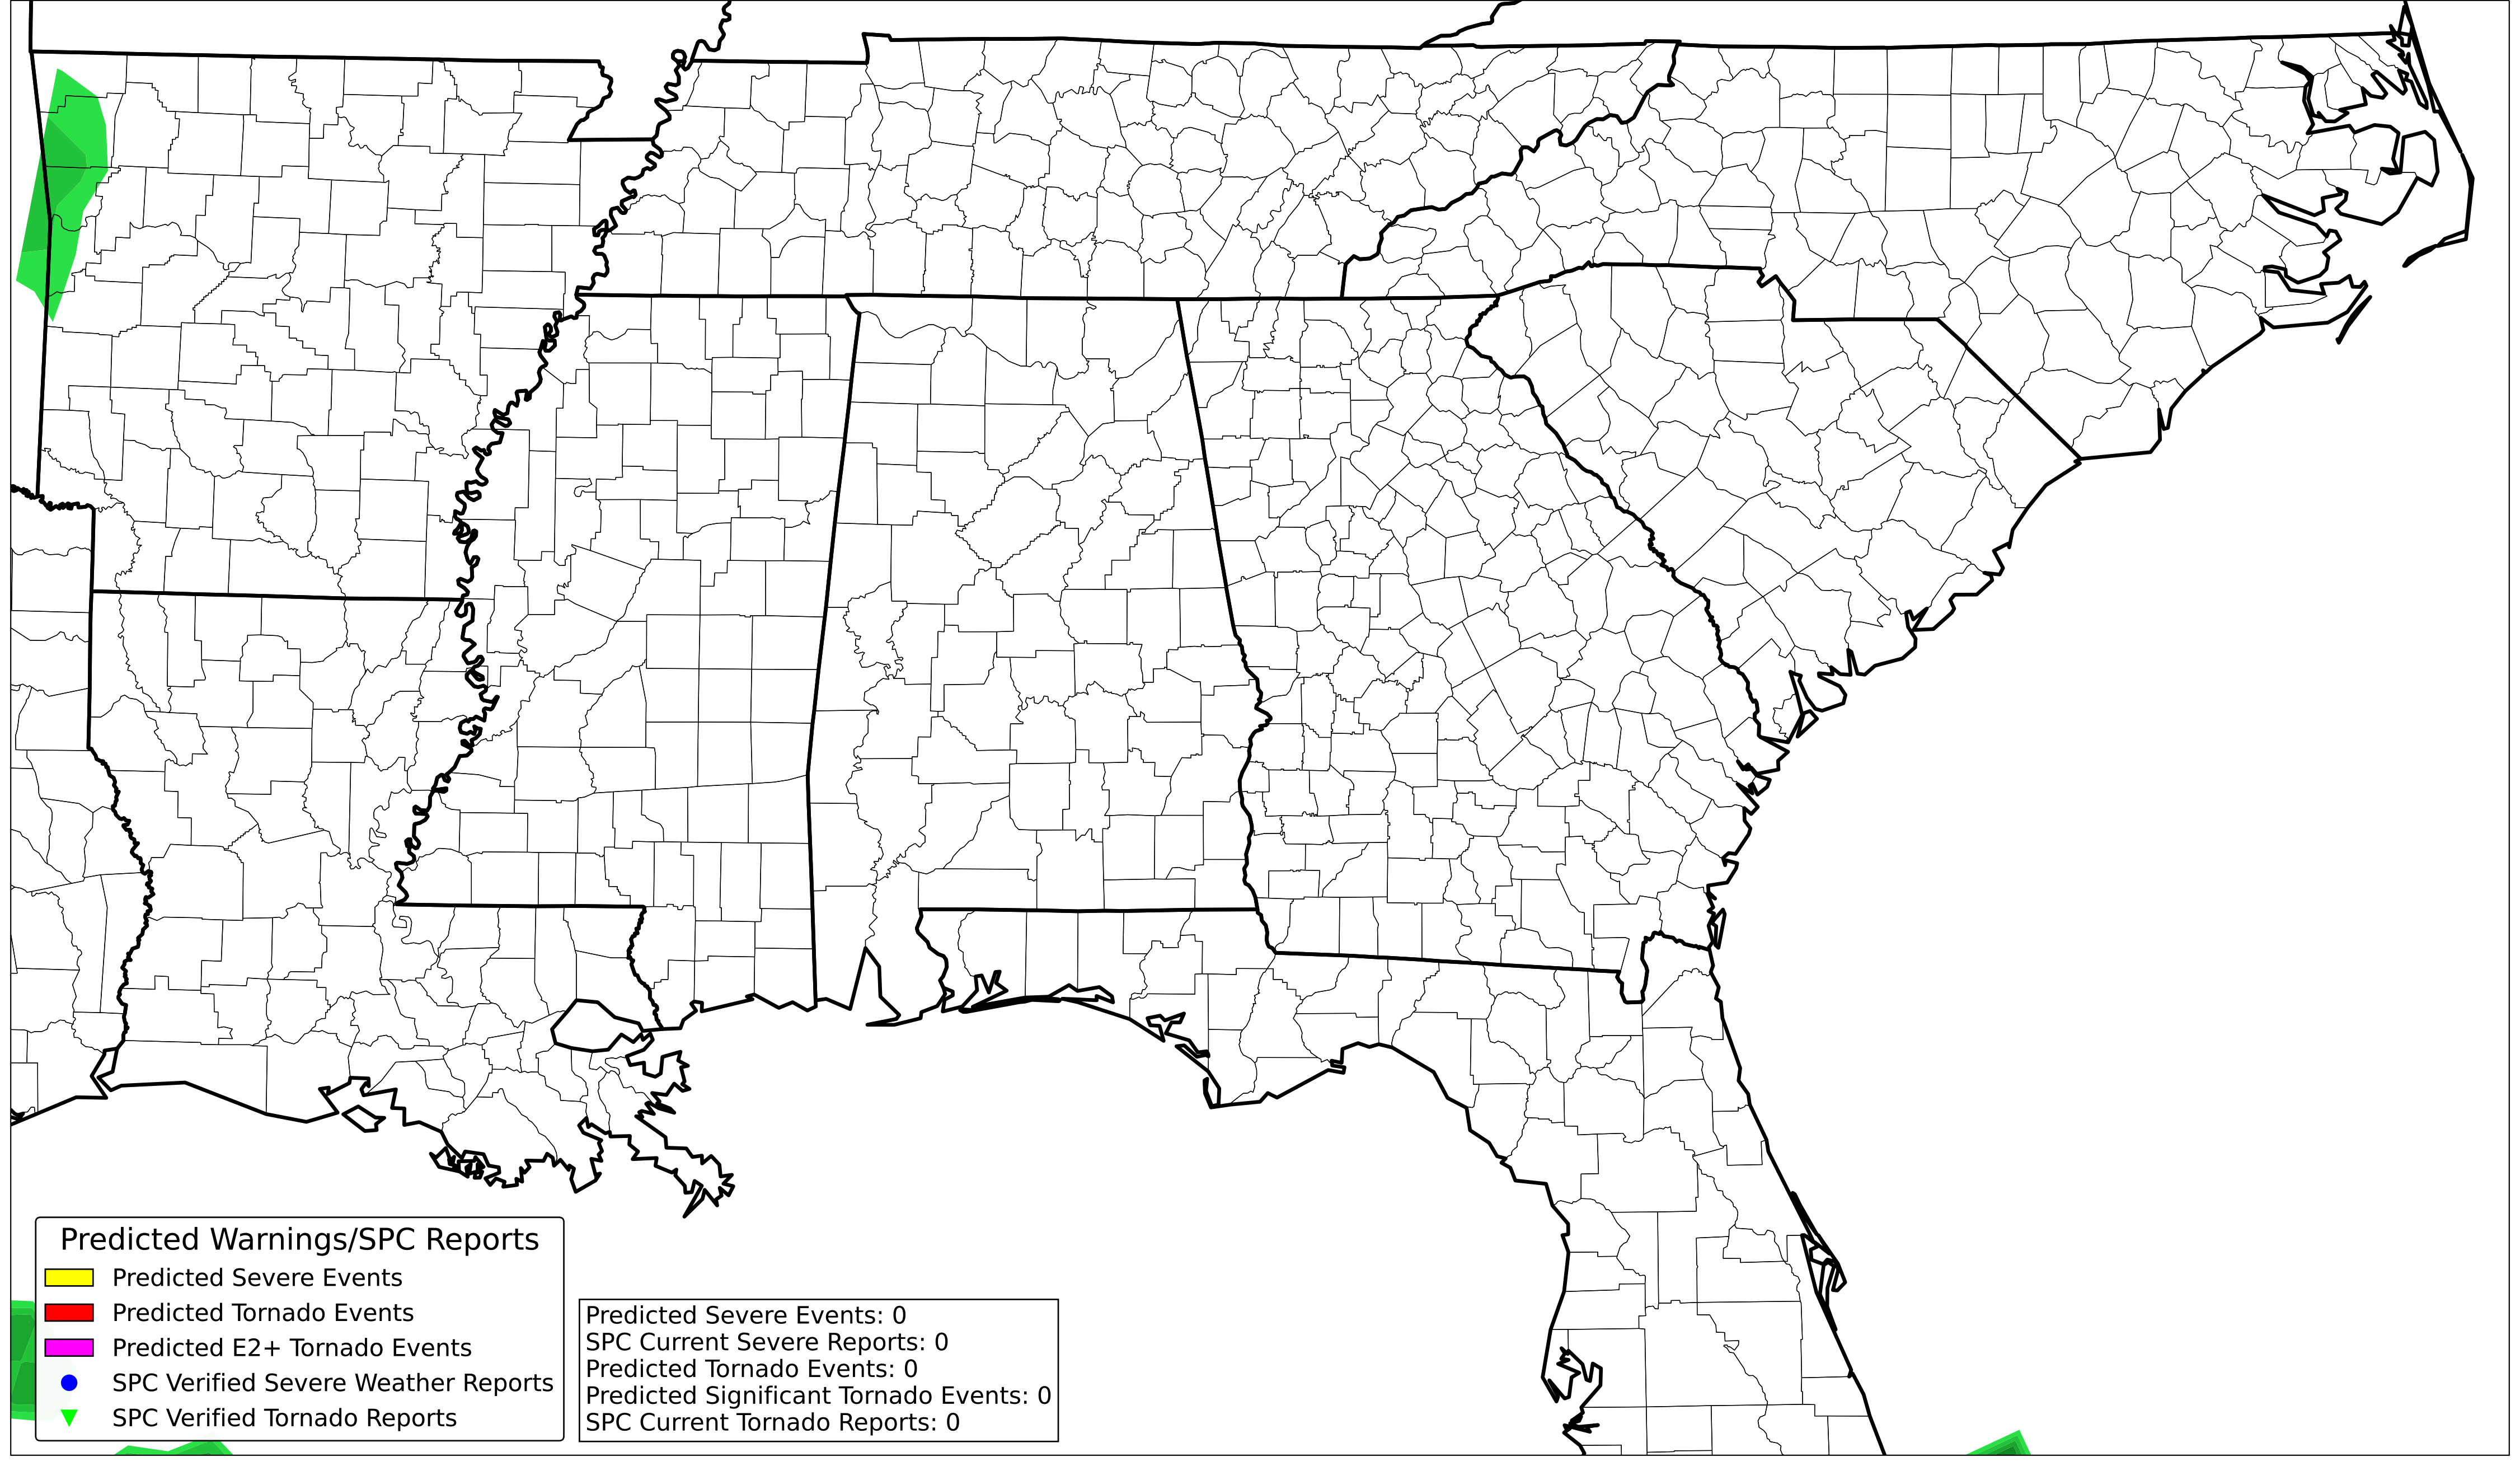 Predicted Warnings/SPC Reports
Predicted Severe Events
Predicted Tornado Events
Predicted E2+ Tornado Events
SPC Verified Severe Weather Reports
SPC Verified Tornado Reports
Predicted Severe Events: 0
SPC Current Severe Reports: 0
Predicted Tornado Events: 0
Predicted Significant Tornado Events: 0
SPC Current Tornado Reports: 0